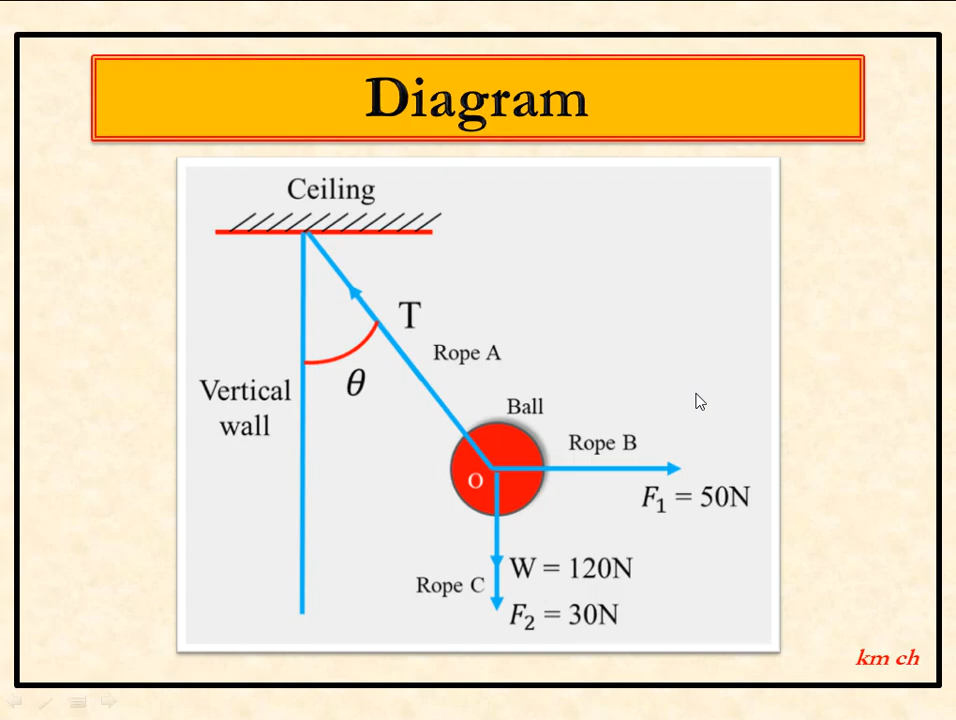 Diagram
Ceiling
T
Rope A
θ
Vertical
wall
Ball
Rope B
O
F₁ = 50N
W = 120N
Rope C
F₂ = 30N
km ch